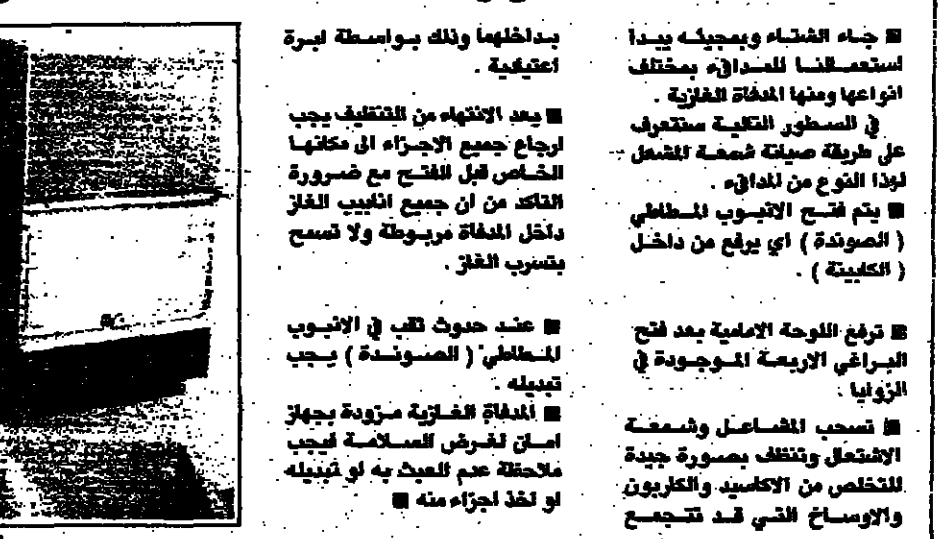 ■ جاء الشتاء وبمجيئه يبدأ
استعمالنا للمدافيء بمختلف
انواعها ومنها المدفأة الغازية .
في السطور التالية سنتعرف
على طريقة صيانة شمعة المشعل
لهذا النوع من المدافيء .
■ يتم فتح الانبوب المطاطي
( الصوندة ) اي يرفع من داخل
( الكابينة ) .
■ ترفع اللوحة الامامية بعد فتح
البراغي الاربعة الموجودة في
الزوايا .
■ تسحب المشاعل وشمعة
الاشتعال وتنظف بصورة جيدة
للتخلص من الاكاسيد والكاربون
والاوساخ التي قد تتجمع
بداخلهما وذلك بواسطة ابرة
اعتيادية .
■ بعد الانتهاء من التنظيف يجب
ارجاع جميع الاجزاء الى مكانها
الخاص قبل الفتح مع ضرورة
التاكد من ان جميع انابيب الغاز
داخل المدفأة مربوطة ولا تسمح
بتسرب الغاز .
■ عند حدوث ثقب في الانبوب
المطاطي ( الصوندة ) يجب
تبديله .
■ المدفأة الغازية مزودة بجهاز
امان لغرض السلامة فيجب
ملاحظة عدم العبث به او تبديله
او اخذ اجزاء منه ■